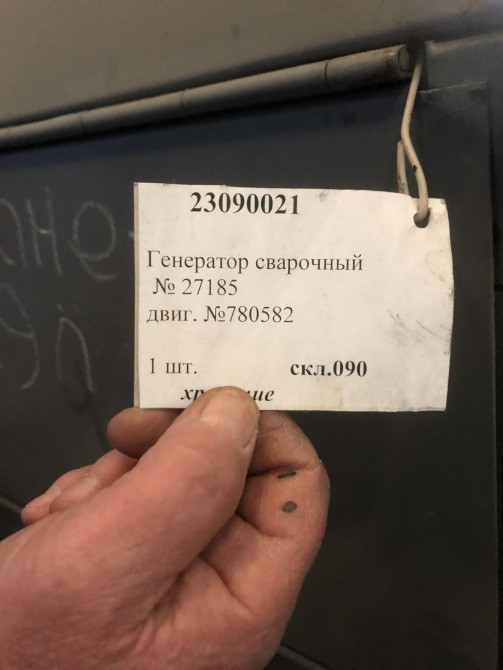 23090021
Генератор сварочный
№ 27185
двиг. №780582
1 шт. скл.090